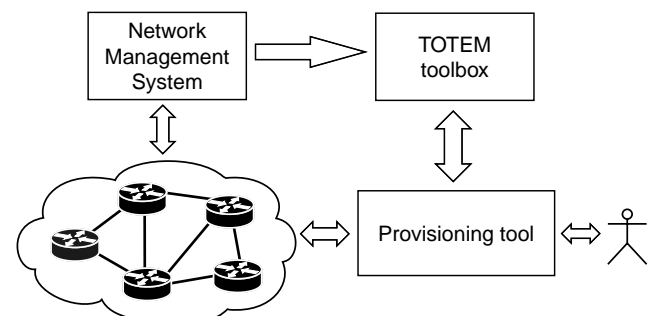 Network
Management
System
TOTEM
toolbox
Provisioning tool